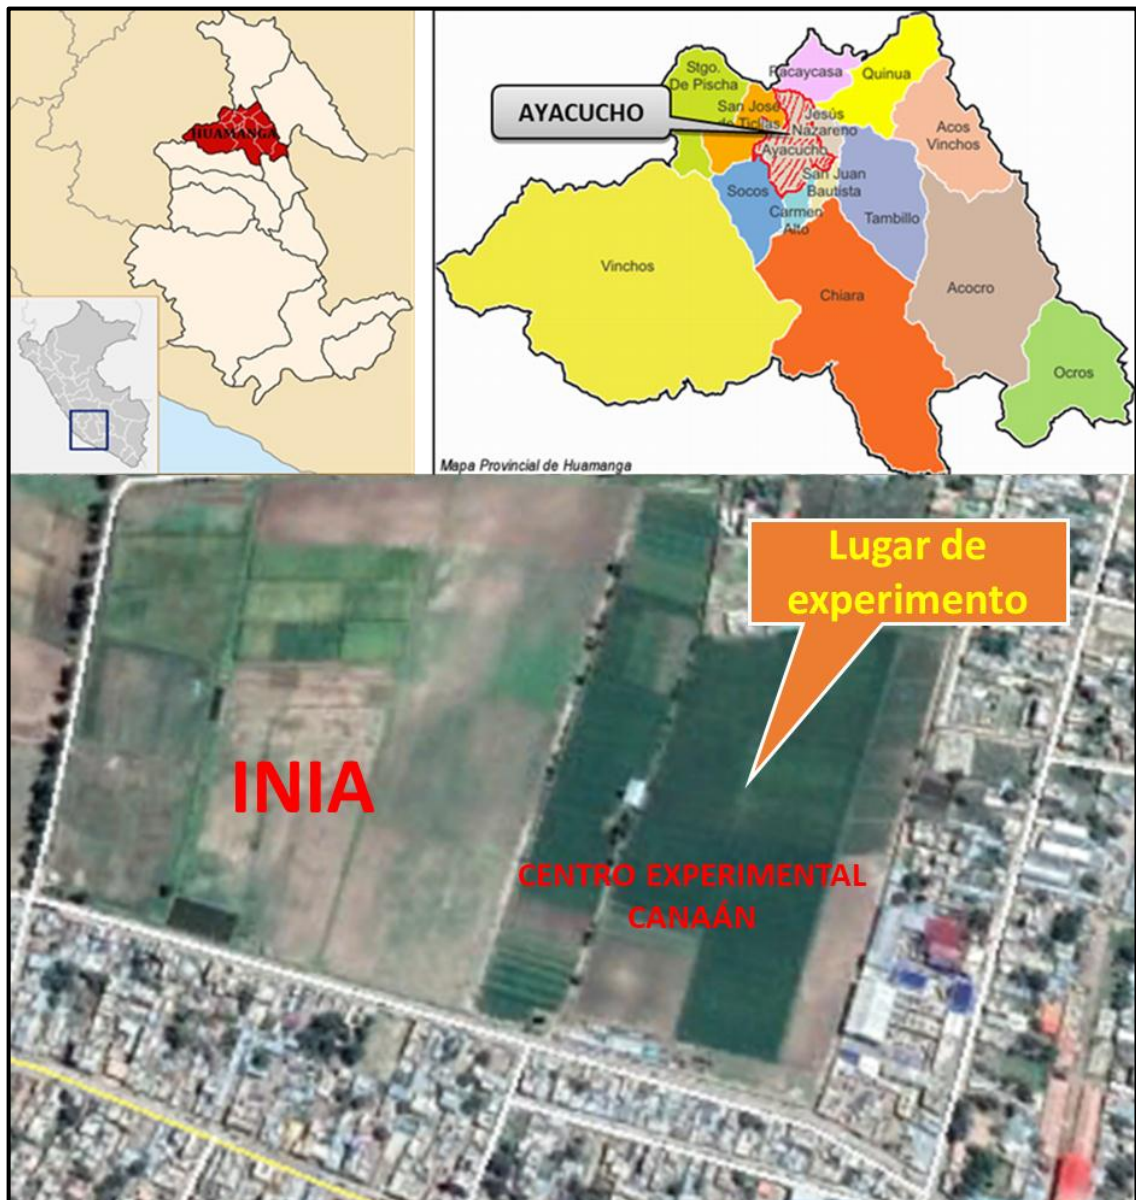 HUAMANGA
AYACUCHO
Stgo.
De Pischa
Pacaycasa
Quinua
San José
de Ticllas
Jesús
Nazareno
Acos
Vinchos
Ayacucho
San Juan
Bautista
Socos
Carmen
Alto
Tambillo
Vinchos
Chiara
Acocro
Ocros
Mapa Provincial de Huamanga
Lugar de
experimento
INIA
CENTRO EXPERIMENTAL
CANAÁN